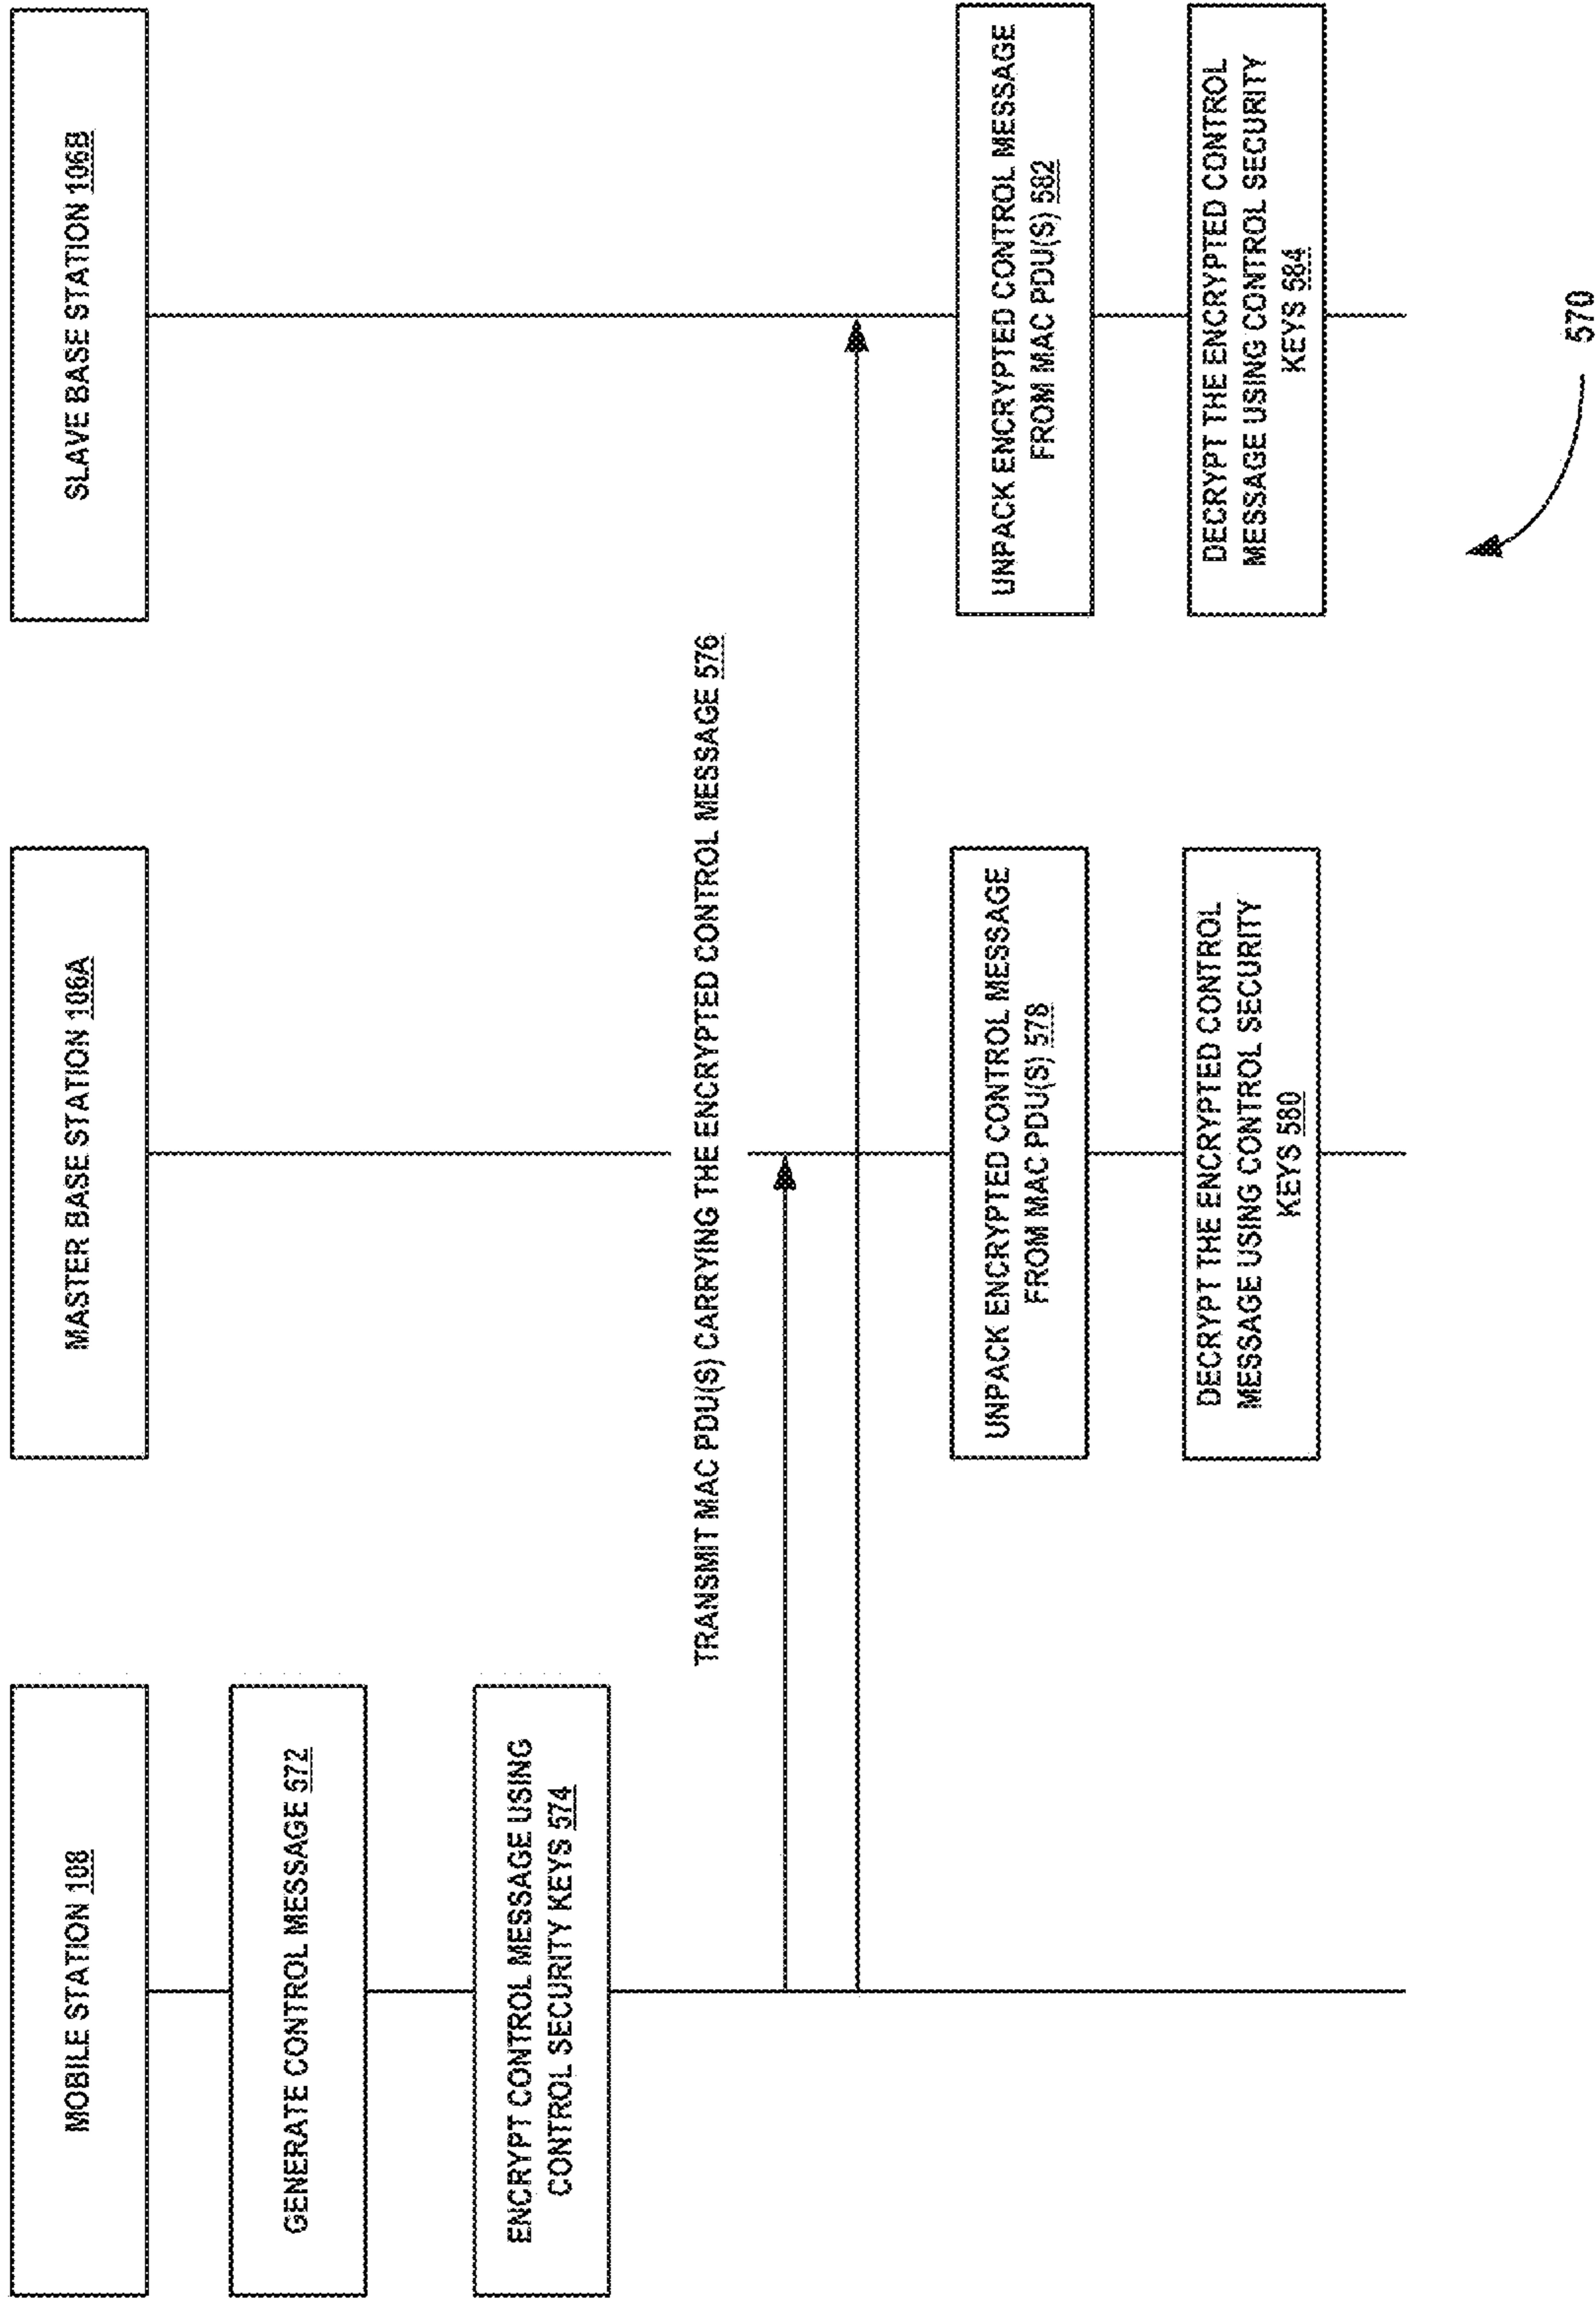 MOBILE STATION 108
MASTER BASE STATION 106A
SLAVE BASE STATION 106B
GENERATE CONTROL MESSAGE 572
ENCRYPT CONTROL MESSAGE USING
CONTROL SECURITY KEYS 574
TRANSMIT MAC PDU(S) CARRYING THE ENCRYPTED CONTROL MESSAGE 576
UNPACK ENCRYPTED CONTROL MESSAGE
FROM MAC PDU(S) 578
UNPACK ENCRYPTED CONTROL MESSAGE
FROM MAC PDU(S) 582
DECRYPT THE ENCRYPTED CONTROL
MESSAGE USING CONTROL SECURITY
KEYS 580
DECRYPT THE ENCRYPTED CONTROL
MESSAGE USING CONTROL SECURITY
KEYS 584
570